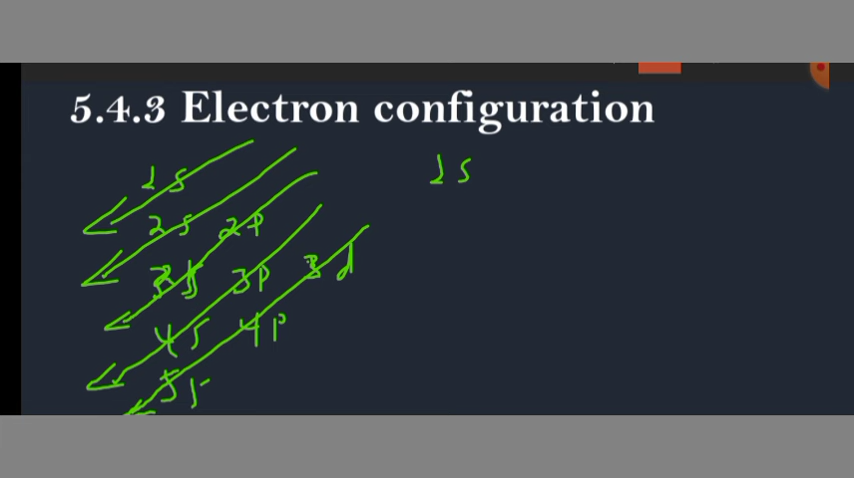 5.4.3 Electron configuration
1s
1s
2s 2p
3s 3p 3d
4s 4p
5s